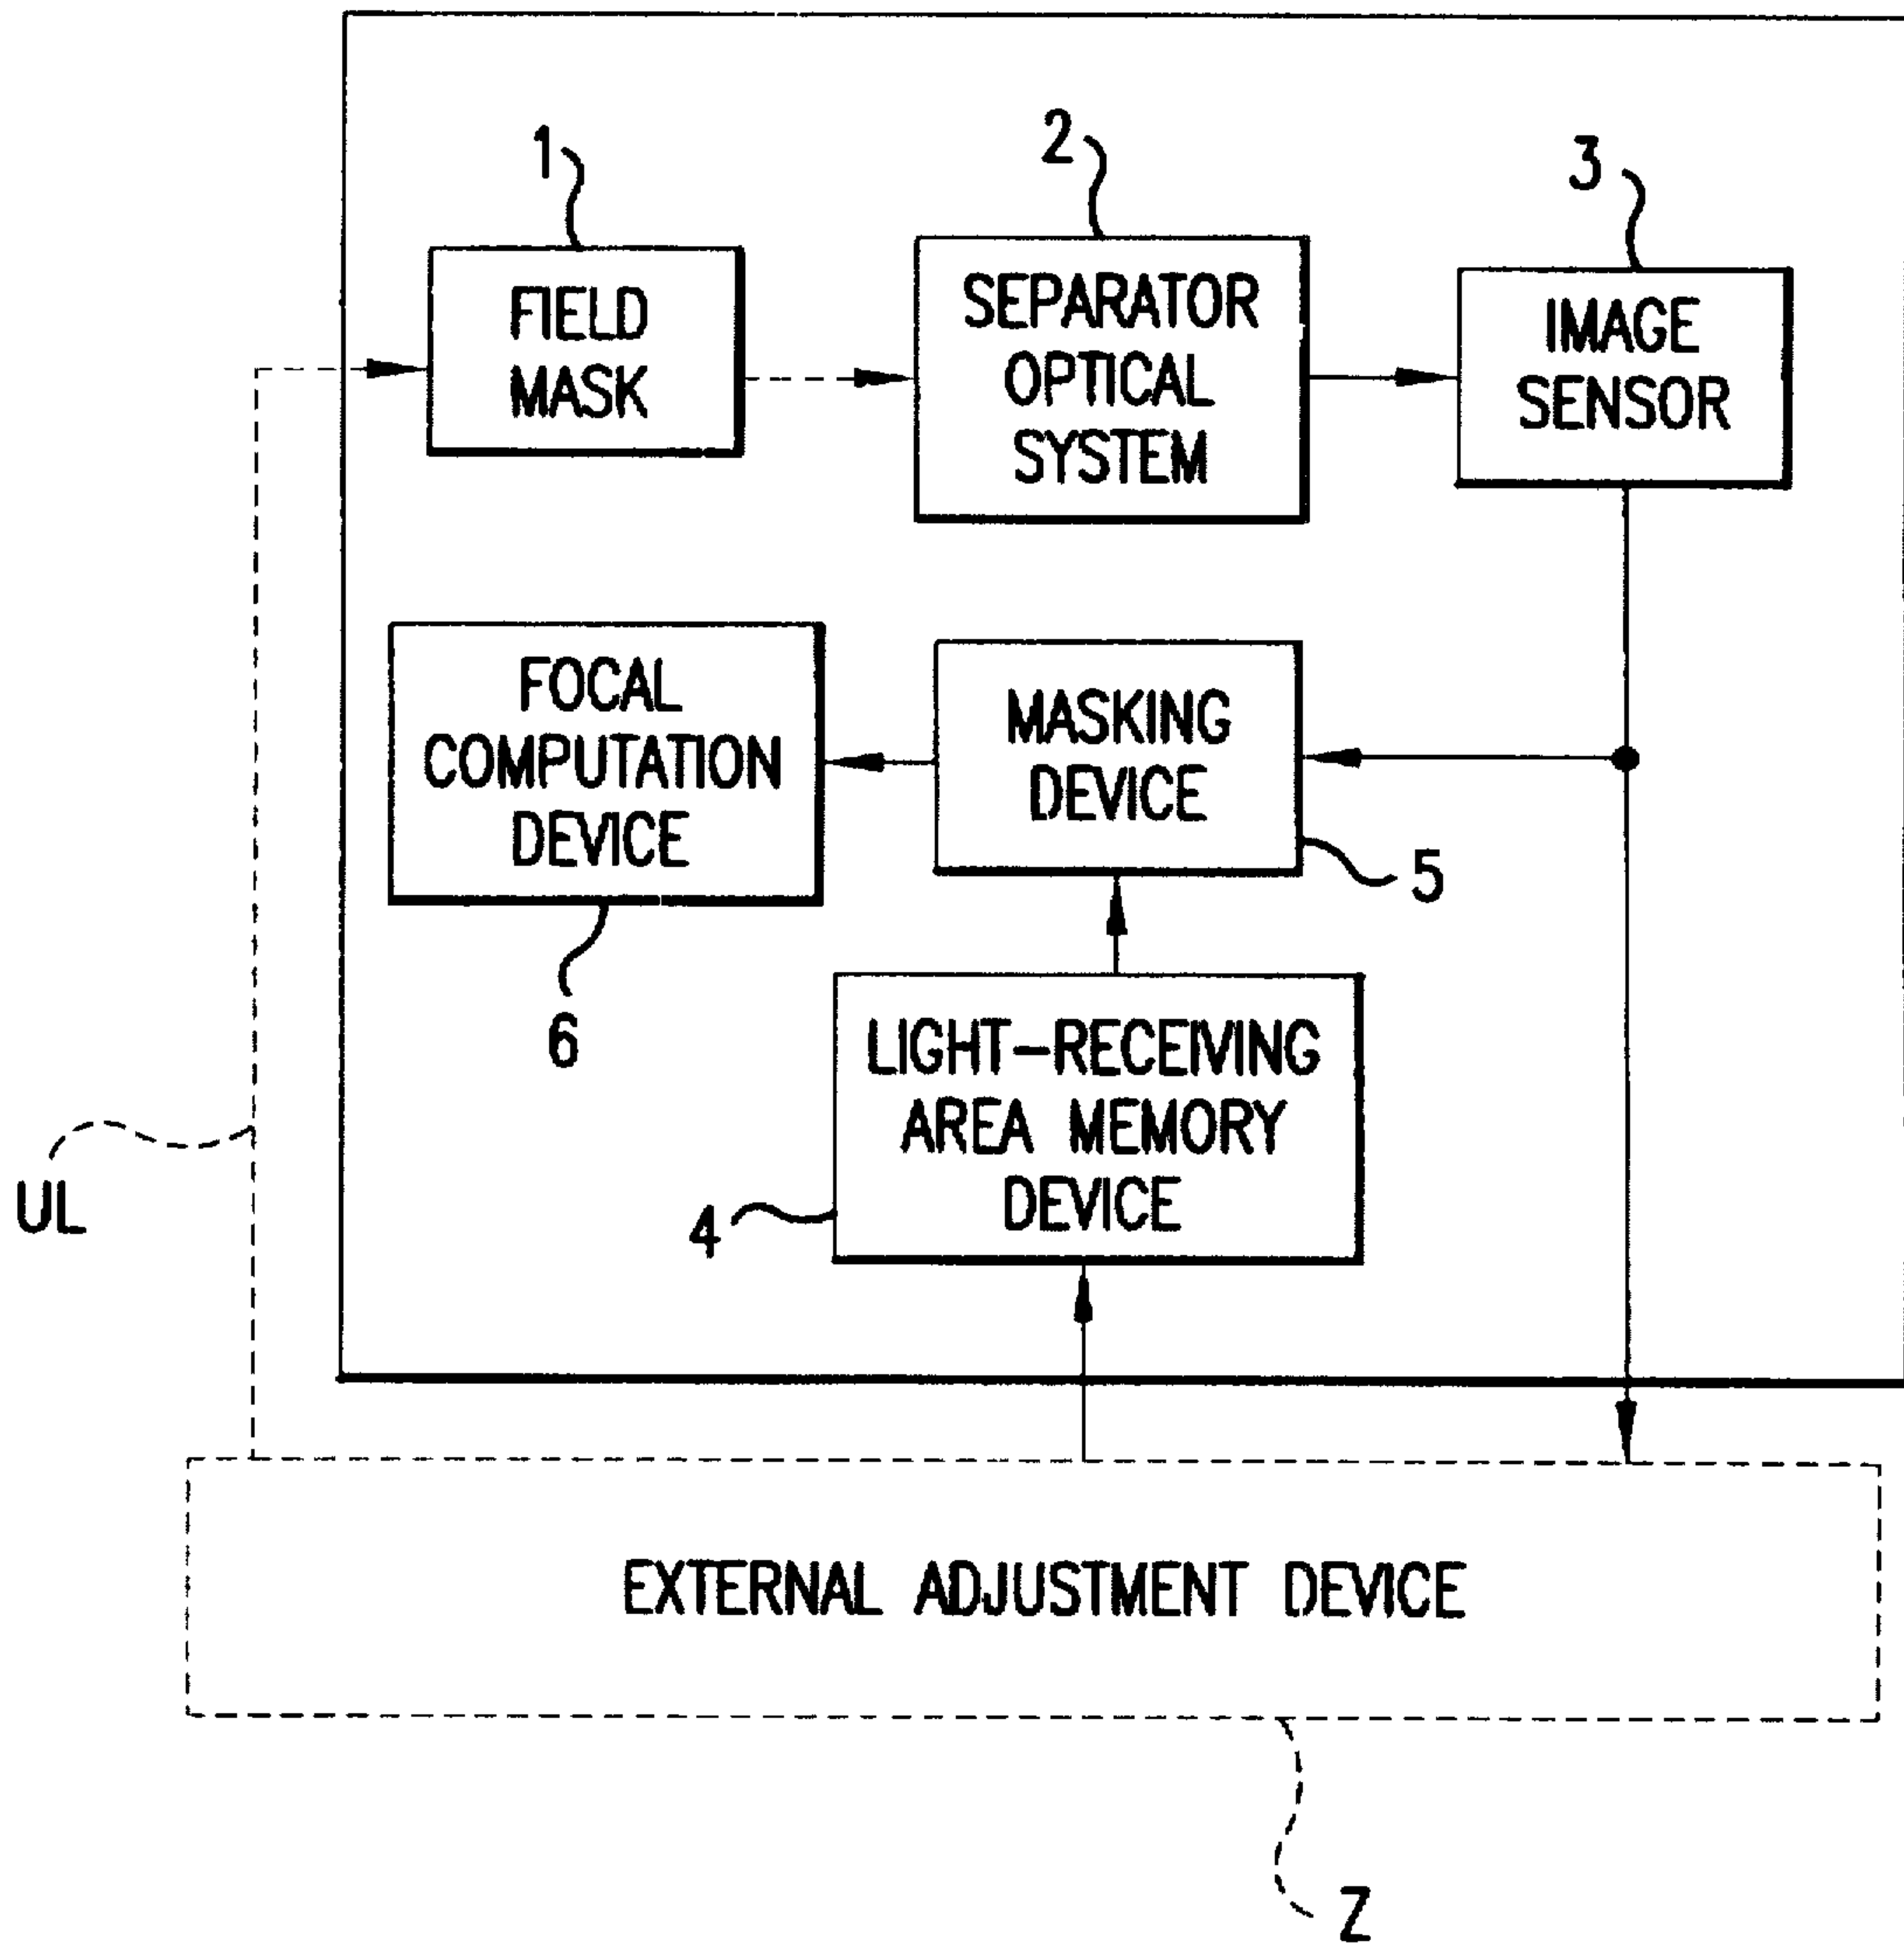 1
2
3
FIELD
MASK
SEPARATOR
OPTICAL
SYSTEM
IMAGE
SENSOR
FOCAL
COMPUTATION
DEVICE
MASKING
DEVICE
5
6
LIGHT-RECEIVING
AREA MEMORY
DEVICE
4
UL
EXTERNAL ADJUSTMENT DEVICE
Z